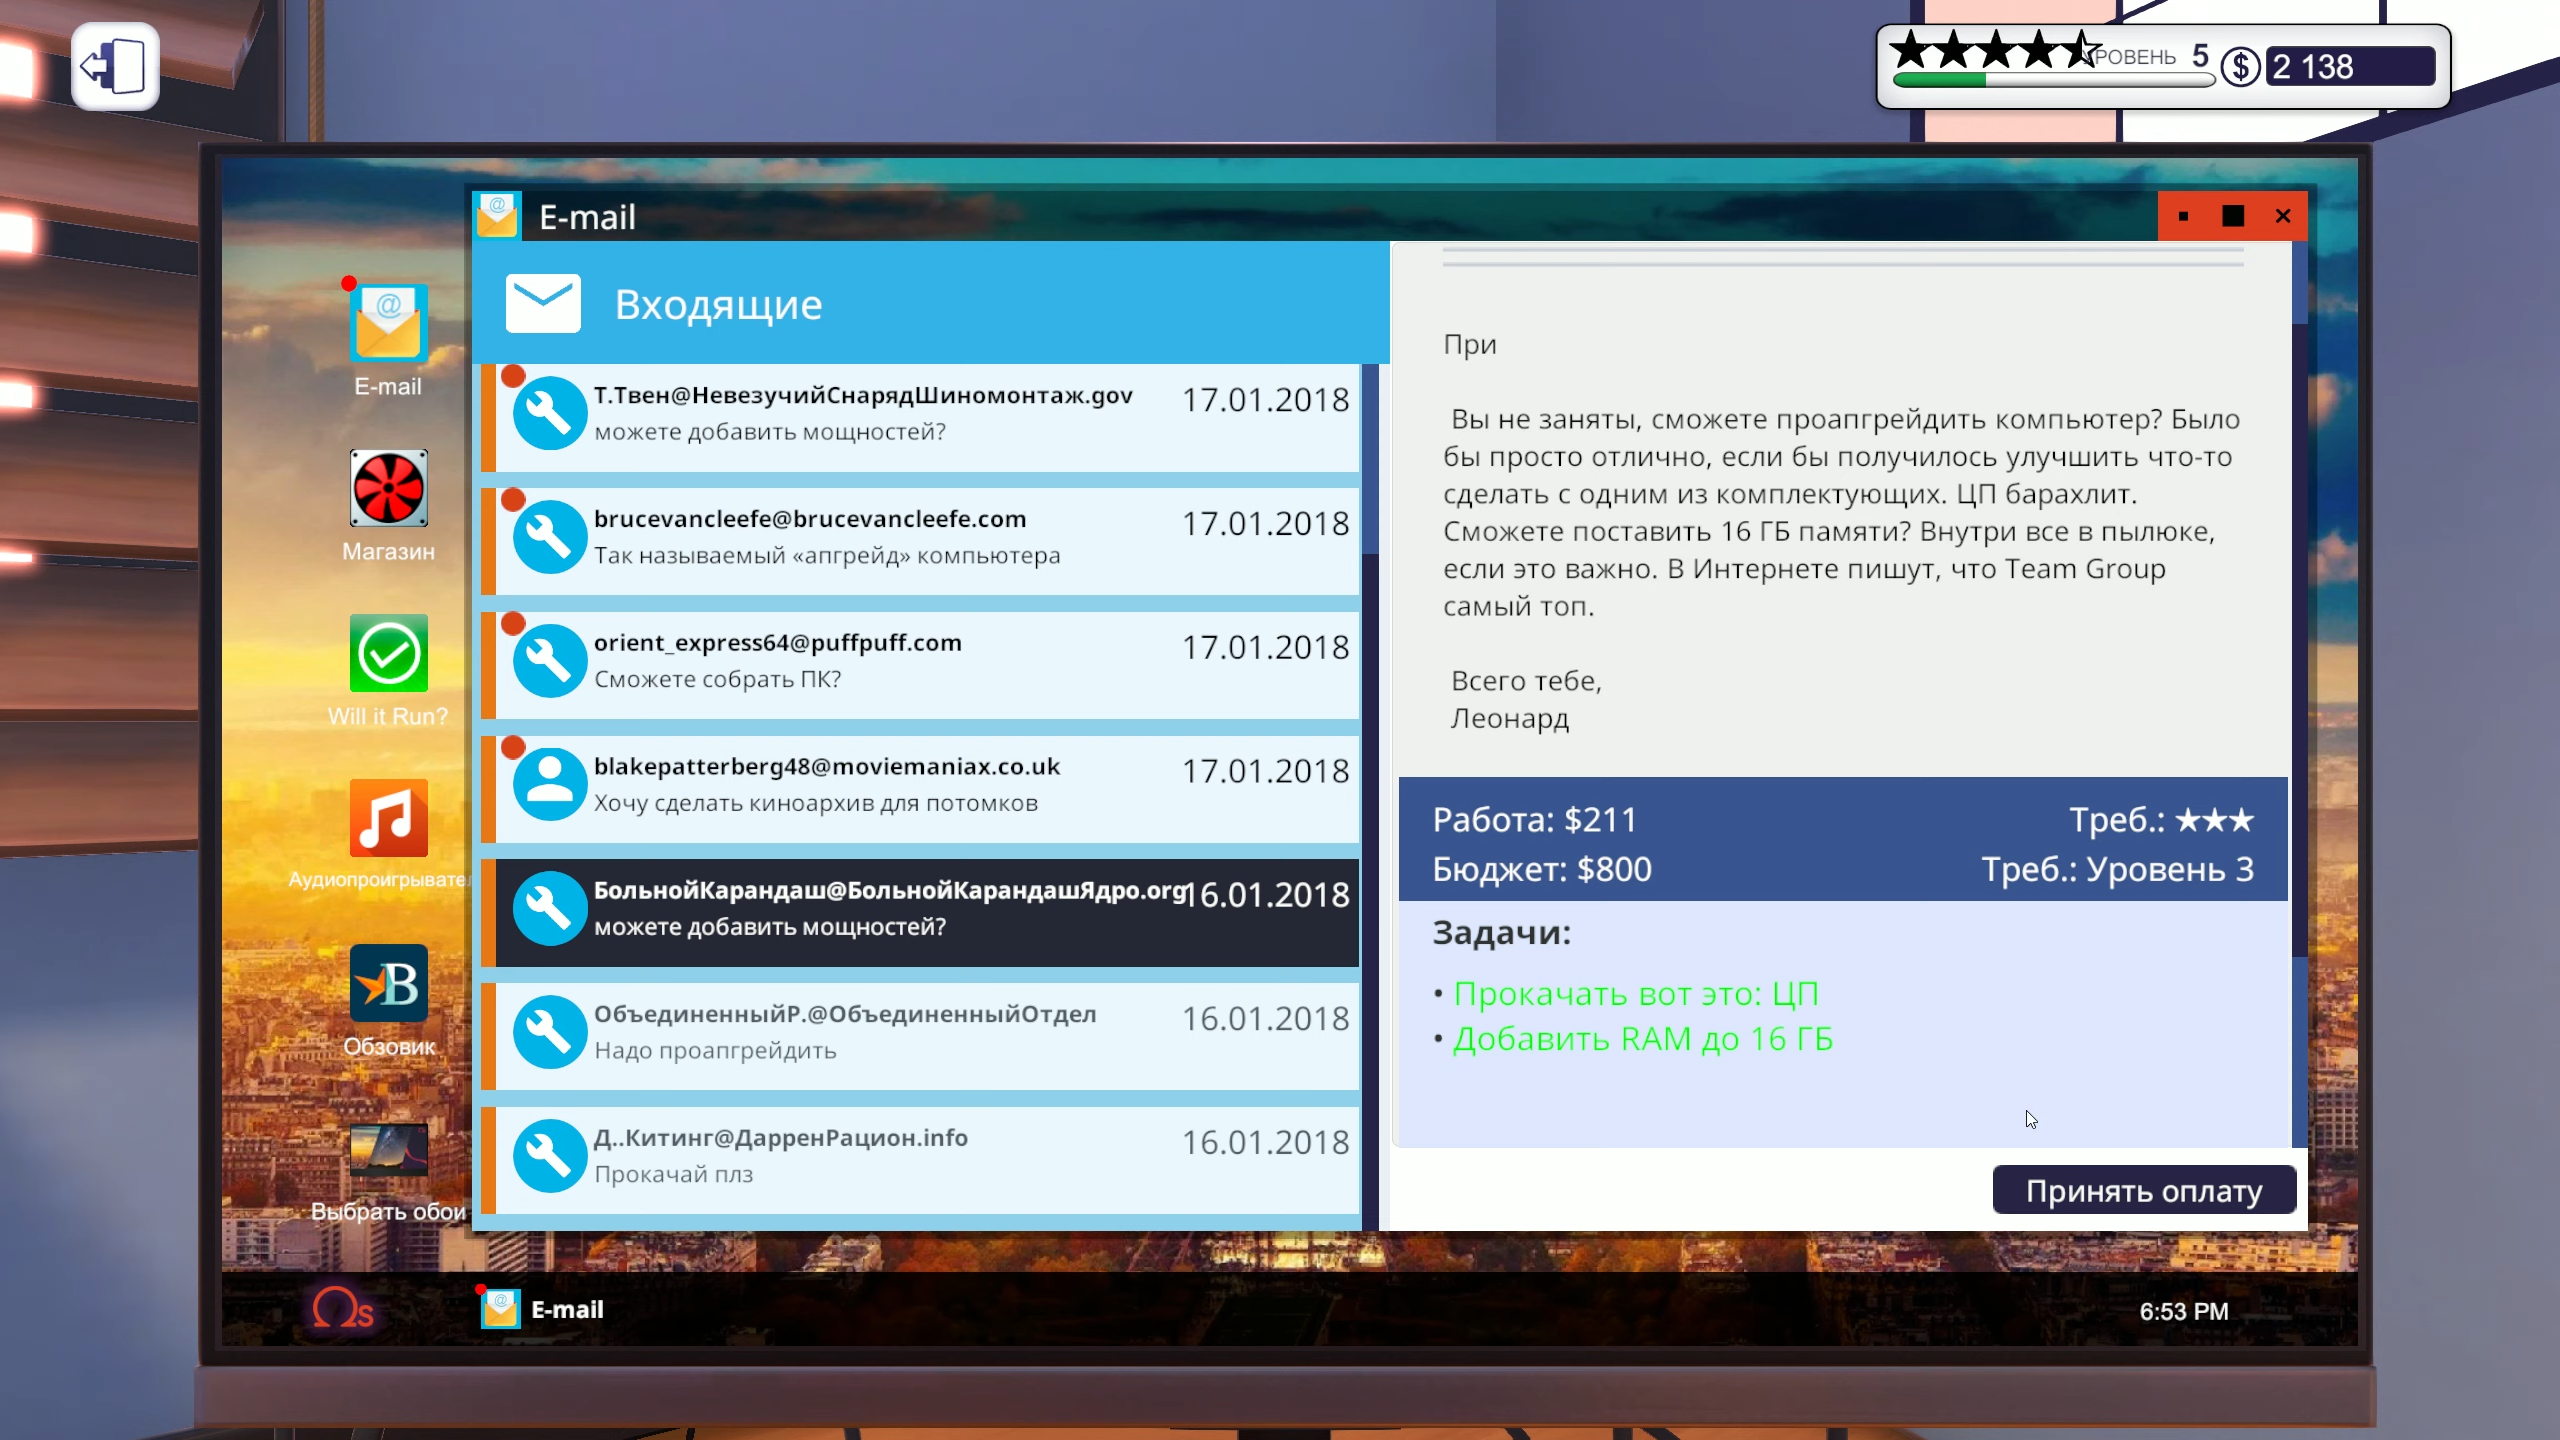 УРОВЕНЬ 5
$ 2 138
E-mail
E-mail
Магазин
Will it Run?
Аудиопроигрывате
B
Обзовик
Выбрать обои
Входящие
Т.Твен@НевезучийСнарядШиномонтаж.gov 17.01.2018
можете добавить мощностей?
brucevancleefe@brucevancleefe.com 17.01.2018
Так называемый «апгрейд» компьютера
orient_express64@puffpuff.com 17.01.2018
Сможете собрать ПК?
blakepatterberg48@moviemaniax.co.uk 17.01.2018
Хочу сделать киноархив для потомков
БольнойКарандаш@БольнойКарандашЯдро.org 16.01.2018
можете добавить мощностей?
ОбъединенныйР.@ОбъединенныйОтдел 16.01.2018
Надо проапгрейдить
Д..Китинг@ДарренРацион.info 16.01.2018
Прокачай плз
При
Вы не заняты, сможете проапгрейдить компьютер? Было
бы просто отлично, если бы получилось улучшить что-то
сделать с одним из комплектующих. ЦП барахлит.
Сможете поставить 16 ГБ памяти? Внутри все в пылюке,
если это важно. В Интернете пишут, что Team Group
самый топ.
Всего тебе,
Леонард
Работа: $211 Треб.: ★★★
Бюджет: $800 Треб.: Уровень 3
Задачи:
• Прокачать вот это: ЦП
• Добавить RAM до 16 ГБ
Принять оплату
Ωs
E-mail
6:53 PM